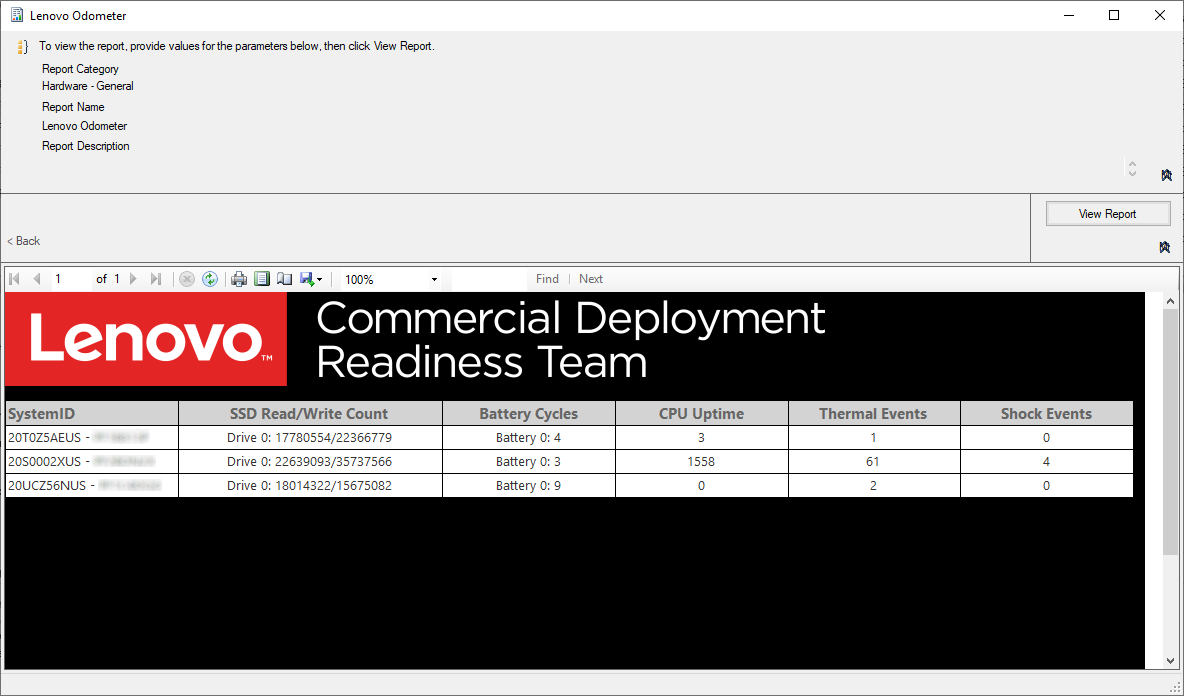 Lenovo Odometer
To view the report, provide values for the parameters below, then click View Report.
Report Category
Hardware - General
Report Name
Lenovo Odometer
Report Description
View Report
< Back
1 of 1 100% Find | Next
Lenovo™
Commercial Deployment
Readiness Team
SystemID SSD Read/Write Count Battery Cycles CPU Uptime Thermal Events Shock Events
20T0Z5AEUS - Drive 0: 17780554/22366779 Battery 0: 4 3 1 0
20S0002XUS - Drive 0: 22639093/35737566 Battery 0: 3 1558 61 4
20UCZ56NUS - Drive 0: 18014322/15675082 Battery 0: 9 0 2 0